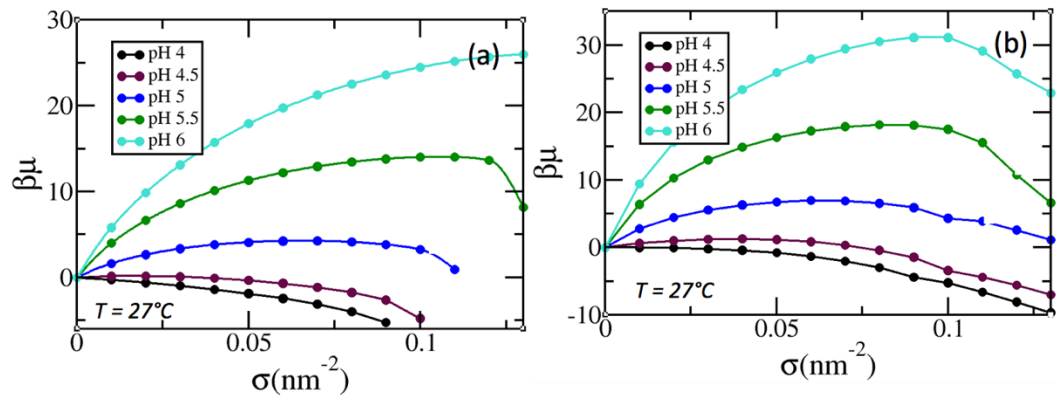 (a)
30
20
10
0
βμ
pH 4
pH 4.5
pH 5
pH 5.5
pH 6
T = 27°C
0
0.05
0.1
σ(nm⁻²)
(b)
30
20
10
0
-10
βμ
pH 4
pH 4.5
pH 5
pH 5.5
pH 6
T = 27°C
0
0.05
0.1
σ(nm⁻²)